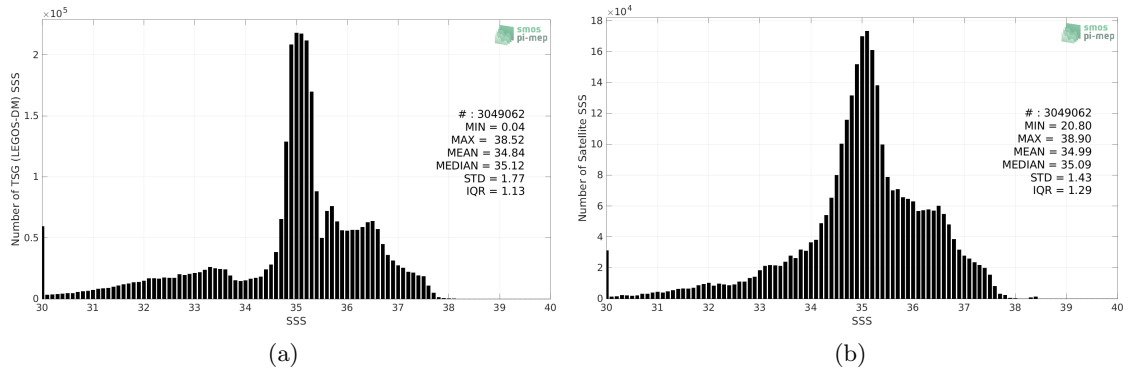 ×10^5
smos
pi-mep
2
1.5
1
0.5
0
Number of TSG (LEGOS-DM) SSS
# : 3049062
MIN = 0.04
MAX = 38.52
MEAN = 34.84
MEDIAN = 35.12
STD = 1.77
IQR = 1.13
30 31 32 33 34 35 36 37 38 39 40
SSS
(a)
×10^4
smos
pi-mep
18
16
14
12
10
8
6
4
2
0
Number of Satellite SSS
# : 3049062
MIN = 20.80
MAX = 38.90
MEAN = 34.99
MEDIAN = 35.09
STD = 1.43
IQR = 1.29
30 31 32 33 34 35 36 37 38 39 40
SSS
(b)